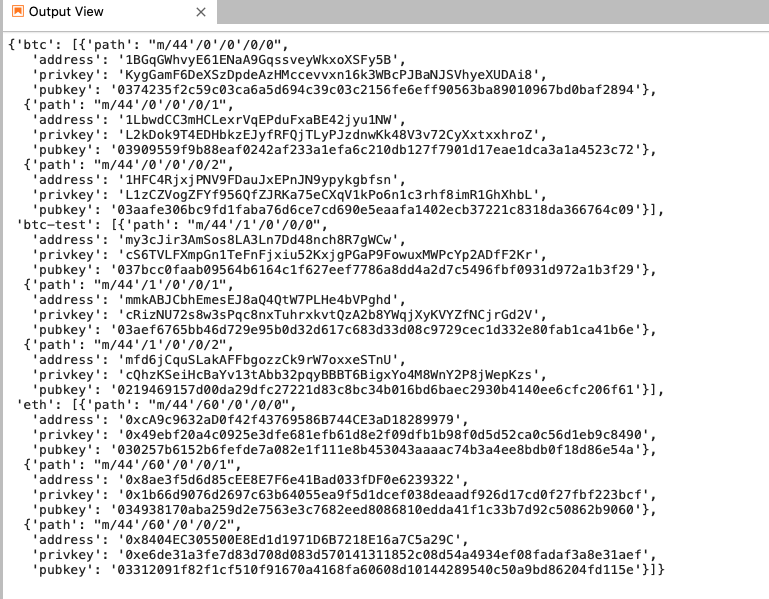 Output View
{'btc': [{'path': "m/44'/0'/0'/0/0",
'address': '1BGqGWhvyE61ENaA9GqssveyWkxoXSFy5B',
'privkey': 'KygGamF6DeXSzDpdeAzHMccevvxn16k3WBcPJBaNJSVhyeXUDAi8',
'pubkey': '0374235f2c59c03ca6a5d694c39c03c2156fe6eff90563ba89010967bd0baf2894'},
{'path': "m/44'/0'/0'/0/1",
'address': '1LbwdCC3mHCLexrVqEPduFxaBE42jyu1NW',
'privkey': 'L2kDok9T4EDHbkzEJyfRFQjTLyPJzdnwKk48V3v72CyXxtxxhroZ',
'pubkey': '03909559f9b88eaf0242af233a1efa6c210db127f7901d17eae1dca3a1a4523c72'},
{'path': "m/44'/0'/0'/0/2",
'address': '1HFC4RjxjPNV9FDauJxEPnJN9ypykgbfsn',
'privkey': 'L1zCZVogZFYf956QfZJRKa75eCXqV1kPo6n1c3rhf8imR1GhXhbL',
'pubkey': '03aafe306bc9fd1faba76d6ce7cd690e5eaafa1402ecb37221c8318da366764c09'}],
'btc-test': [{'path': "m/44'/1'/0'/0/0",
'address': 'my3cJir3AmSos8LA3Ln7Dd48nch8R7gWCw',
'privkey': 'cS6TVLFXmpGn1TeFnFjxiu52KxjgPGaP9FowuxMWPcYp2ADfF2Kr',
'pubkey': '037bcc0faab09564b6164c1f627eef7786a8dd4a2d7c5496fbf0931d972a1b3f29'},
{'path': "m/44'/1'/0'/0/1",
'address': 'mmkABJCbhEmesEJ8aQ4QtW7PLHe4bVPghd',
'privkey': 'cRizNU72s8w3sPqc8nxTuhrxkvtQzA2b8YWqjXyKVYZfNCjrGd2V',
'pubkey': '03aef6765bb46d729e95b0d32d617c683d33d08c9729cec1d332e80fab1ca41b6e'},
{'path': "m/44'/1'/0'/0/2",
'address': 'mfd6jCquSLakAFFbgozzCk9rW7oxxeSTnU',
'privkey': 'cQhzKSeiHcBaYv13tAbb32pqyBBBT6BigxYo4M8WnY2P8jWepKzs',
'pubkey': '0219469157d00da29dfc27221d83c8bc34b016bd6baec2930b4140ee6cfc206f61'}],
'eth': [{'path': "m/44'/60'/0'/0/0",
'address': '0xcA9c9632aD0f42f43769586B744CE3aD18289979',
'privkey': '0x49ebf20a4c0925e3dfe681efb61d8e2f09dfb1b98f0d5d52ca0c56d1eb9c8490',
'pubkey': '030257b6152b6fefde7a082e1f111e8b453043aaaac74b3a4ee8bdb0f18d86e54a'},
{'path': "m/44'/60'/0'/0/1",
'address': '0x8ae3f5d6d85cEE8E7F6e41Bad033fDF0e6239322',
'privkey': '0x1b66d9076d2697c63b64055ea9f5d1dcef038deaadf926d17cd0f27fbf223bcf',
'pubkey': '034938170aba259d2e7563e3c7682eed8086810edda41f1c33b7d92c50862b9060'},
{'path': "m/44'/60'/0'/0/2",
'address': '0x8404EC305500E8Ed1d1971D6B7218E16a7C5a29C',
'privkey': '0xe6de31a3fe7d83d708d083d570141311852c08d54a4934ef08fadaf3a8e31aef',
'pubkey': '03312091f82f1cf510f91670a4168fa60608d10144289540c50a9bd86204fd115e'}]}